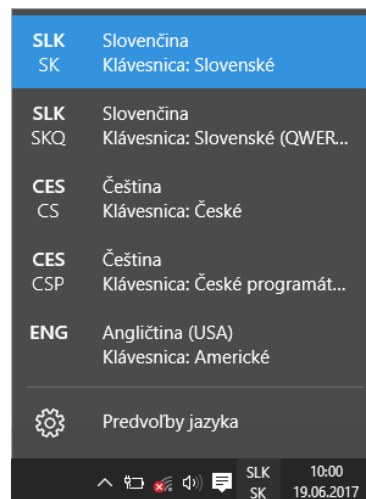 SLK Slovenčina
SK Klávesnica: Slovenské
SLK Slovenčina
SKQ Klávesnica: Slovenské (QWER...
CES Čeština
CS Klávesnica: České
CES Čeština
CSP Klávesnica: České programát...
ENG Angličtina (USA)
Klávesnica: Americké
Predvoľby jazyka
SLK 10:00
SK 19.06.2017